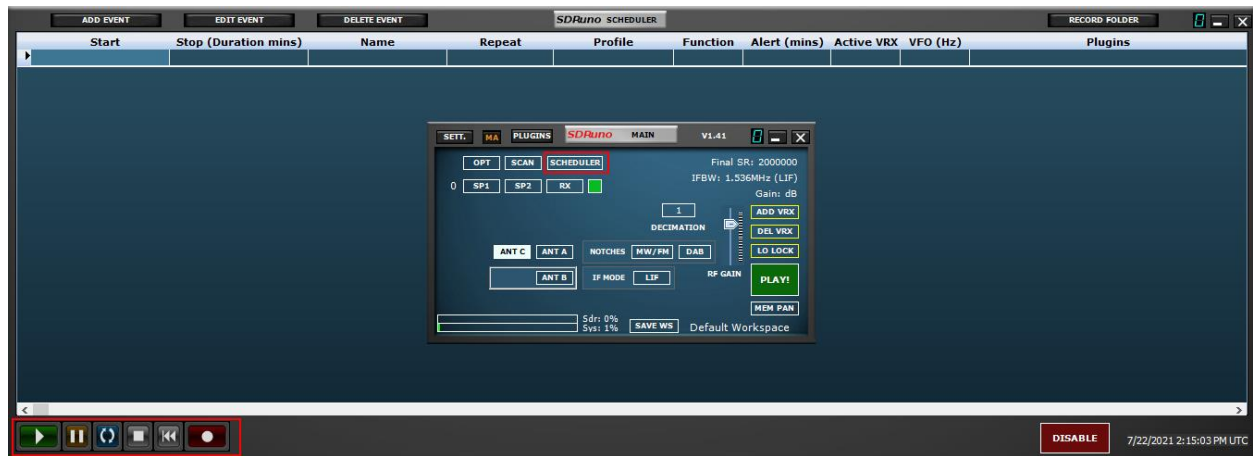 ADD EVENT EDIT EVENT DELETE EVENT SDRuno SCHEDULER RECORD FOLDER
Start Stop (Duration mins) Name Repeat Profile Function Alert (mins) Active VRX VFO (Hz) Plugins
SETT. MA PLUGINS SDRuno MAIN V1.41
OPT SCAN SCHEDULER Final SR: 2000000
IFBW: 1.536MHz (LIF)
0 SP1 SP2 RX Gain: dB
1 ADD VRX
DECIMATION DEL VRX
ANT C ANT A NOTCHES MW/FM DAB LO LOCK
ANT B IF MODE LIF RF GAIN PLAY!
MEM PAN
Sdr: 0%
Sys: 1% SAVE WS Default Workspace
DISABLE 7/22/2021 2:15:03 PM UTC